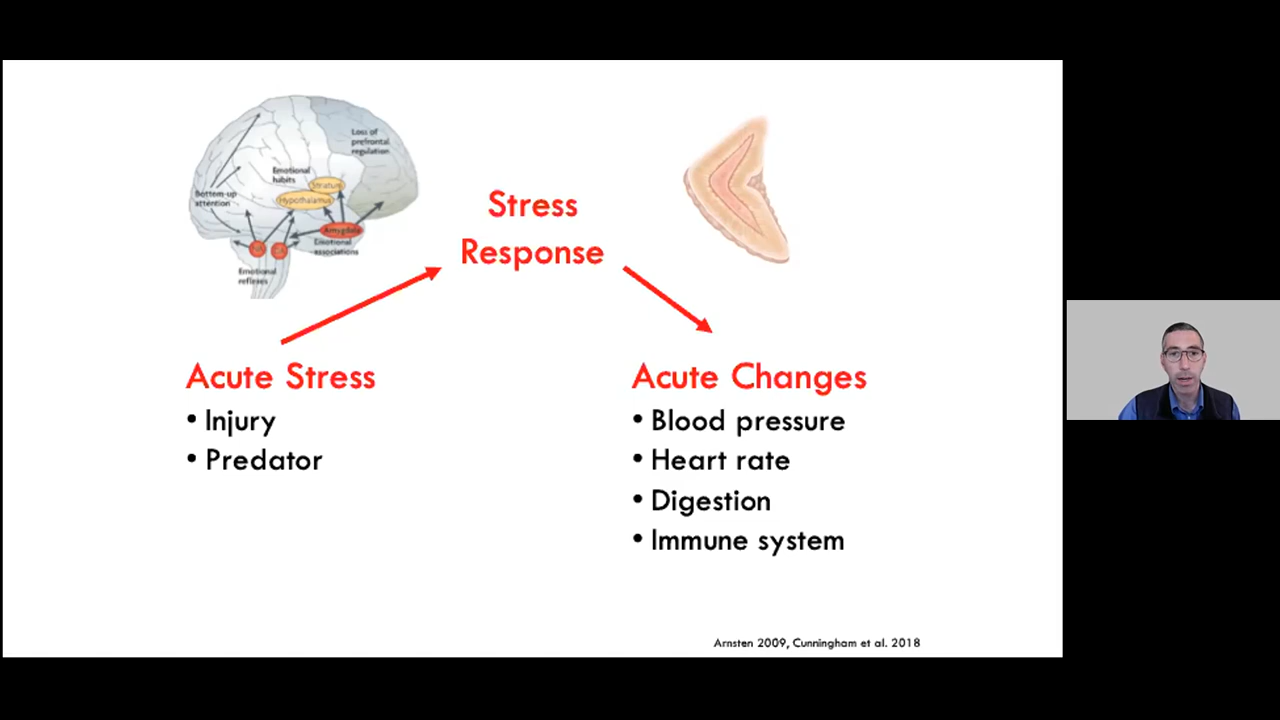 Loss of
prefrontal
regulation
Emotional
habits
Striatum
Hypothalamus
Bottom-up
attention
Amygdala
Emotional
associations
Emotional
reflexes
Stress
Response
Acute Stress
• Injury
• Predator
Acute Changes
• Blood pressure
• Heart rate
• Digestion
• Immune system
Arnsten 2009, Cunningham et al. 2018